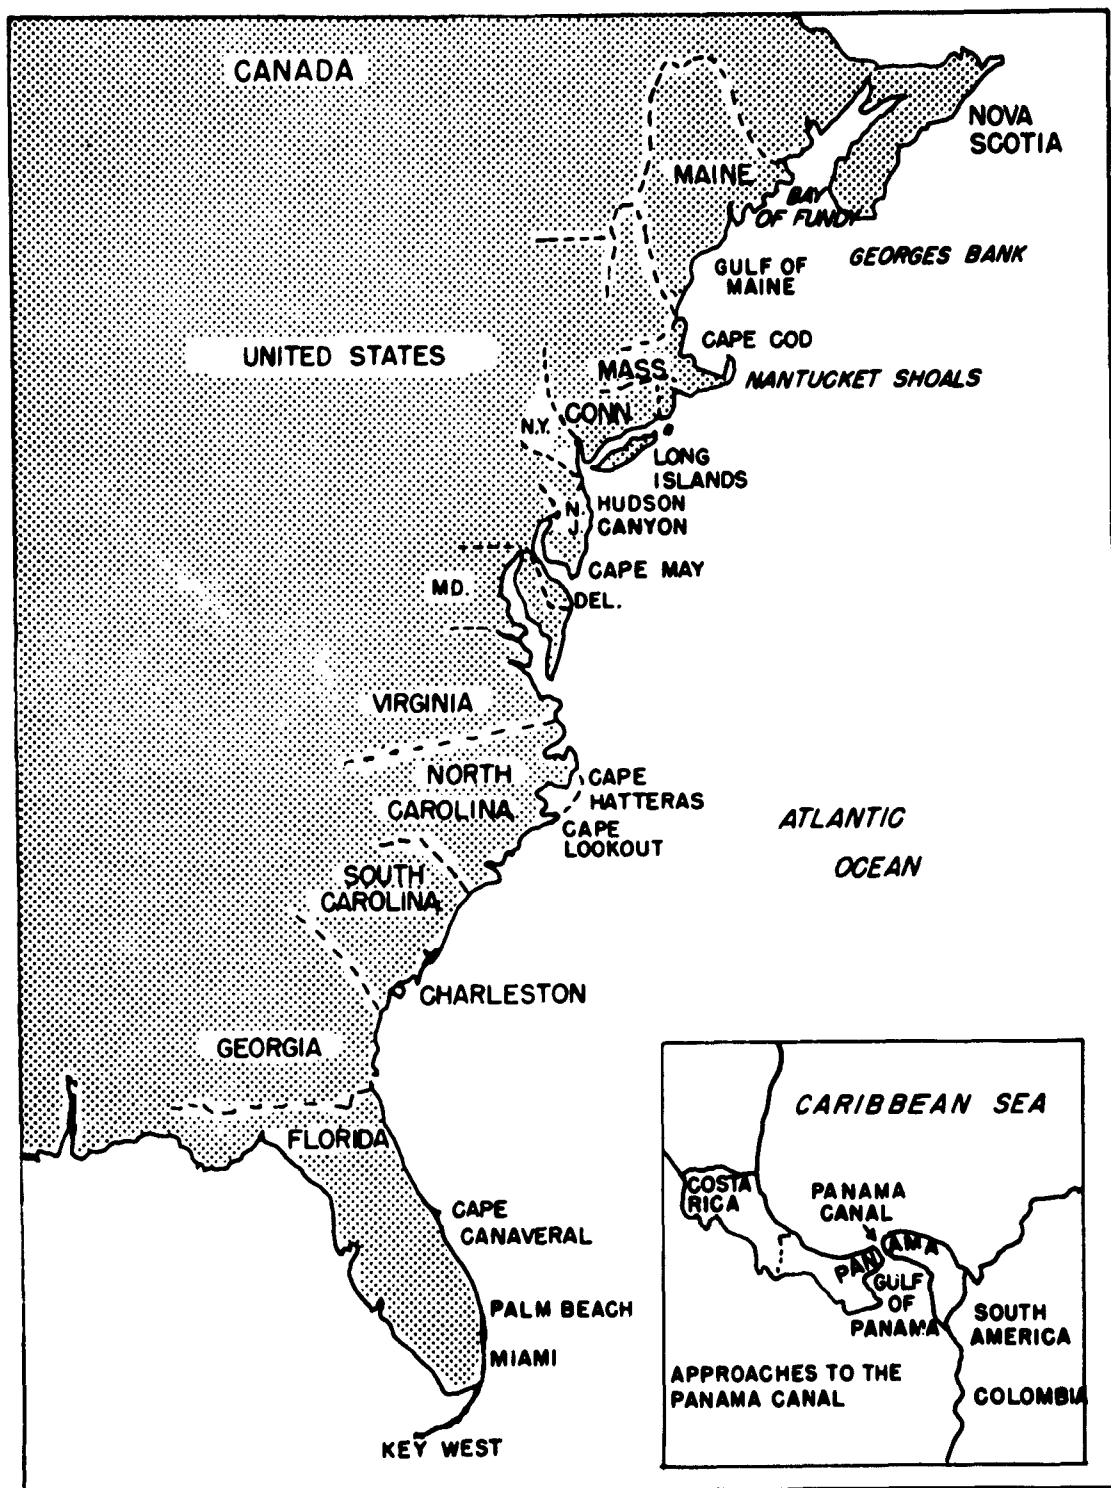 CANADA
NOVA
SCOTIA
MAINE
BAY
OF FUNDY
GEORGES BANK
GULF OF
MAINE
CAPE COD
UNITED STATES
MASS
NANTUCKET SHOALS
CONN.
N.Y.
LONG
ISLANDS
N.
J.
HUDSON
CANYON
CAPE MAY
MD.
DEL.
VIRGINIA
NORTH
CAROLINA
CAPE
HATTERAS
CAPE
LOOKOUT
ATLANTIC
OCEAN
SOUTH
CAROLINA
CHARLESTON
GEORGIA
FLORIDA
CAPE
CANAVERAL
PALM BEACH
MIAMI
KEY WEST
CARIBBEAN SEA
COSTA
RICA
PANAMA
CANAL
PAN AMA
GULF
OF
PANAMA
SOUTH
AMERICA
APPROACHES TO THE
PANAMA CANAL
COLOMBIA